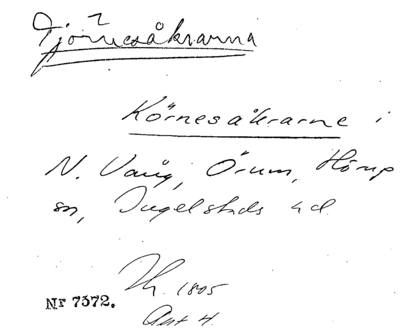 ?
Tjörnesåkrarna
Körnesåkrarne i
N. Vång, Örum, Hörup
sn, Ingelstads hd
1805
Nr 7372. Akt 4.